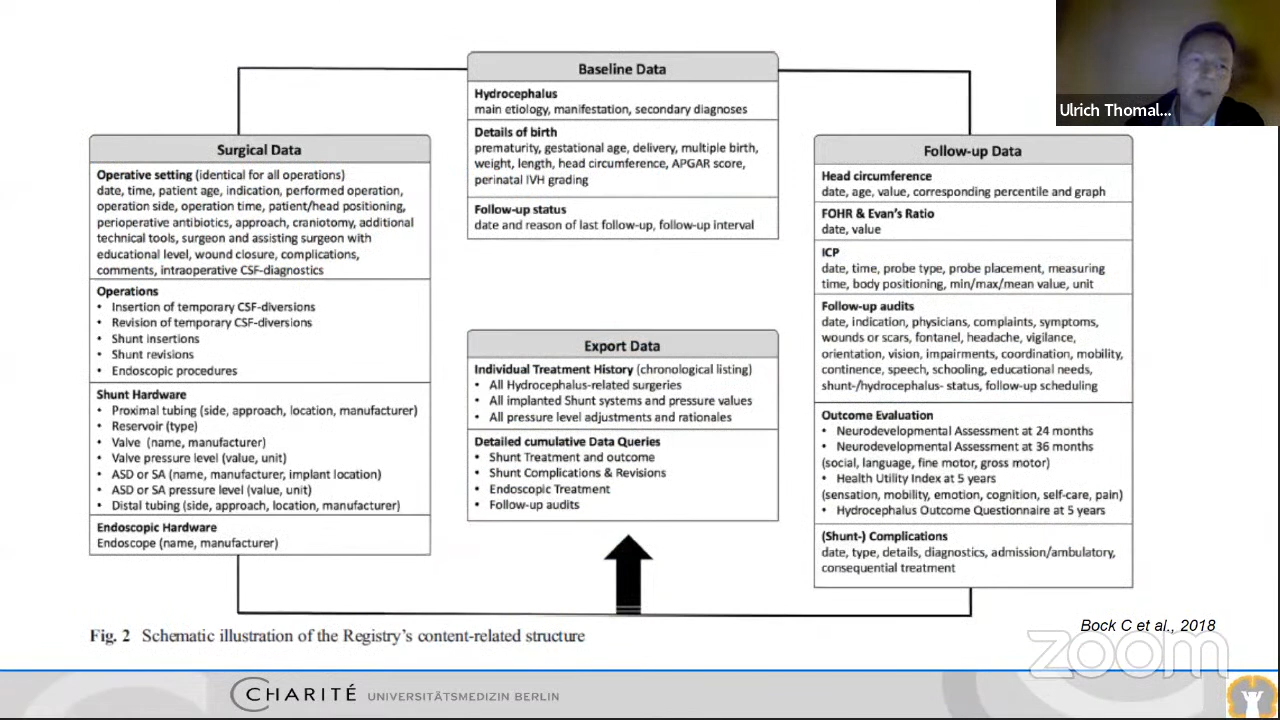 Ulrich Thomal...
Baseline Data
Hydrocephalus
main etiology, manifestation, secondary diagnoses
Details of birth
prematurity, gestational age, delivery, multiple birth,
weight, length, head circumference, APGAR score,
perinatal IVH grading
Follow-up status
date and reason of last follow-up, follow-up interval
Surgical Data
Operative setting (identical for all operations)
date, time, patient age, indication, performed operation,
operation side, operation time, patient/head positioning,
perioperative antibiotics, approach, craniotomy, additional
technical tools, surgeon and assisting surgeon with
educational level, wound closure, complications,
comments, intraoperative CSF-diagnostics
Operations
• Insertion of temporary CSF-diversions
• Revision of temporary CSF-diversions
• Shunt insertions
• Shunt revisions
• Endoscopic procedures
Shunt Hardware
• Proximal tubing (side, approach, location, manufacturer)
• Reservoir (type)
• Valve (name, manufacturer)
• Valve pressure level (value, unit)
• ASD or SA (name, manufacturer, implant location)
• ASD or SA pressure level (value, unit)
• Distal tubing (side, approach, location, manufacturer)
Endoscopic Hardware
Endoscope (name, manufacturer)
Export Data
Individual Treatment History (chronological listing)
• All Hydrocephalus-related surgeries
• All implanted Shunt systems and pressure values
• All pressure level adjustments and rationales
Detailed cumulative Data Queries
• Shunt Treatment and outcome
• Shunt Complications & Revisions
• Endoscopic Treatment
• Follow-up audits
Follow-up Data
Head circumference
date, age, value, corresponding percentile and graph
FOHR & Evan's Ratio
date, value
ICP
date, time, probe type, probe placement, measuring
time, body positioning, min/max/mean value, unit
Follow-up audits
date, indication, physicians, complaints, symptoms,
wounds or scars, fontanel, headache, vigilance,
orientation, vision, impairments, coordination, mobility,
continence, speech, schooling, educational needs,
shunt-/hydrocephalus- status, follow-up scheduling
Outcome Evaluation
• Neurodevelopmental Assessment at 24 months
• Neurodevelopmental Assessment at 36 months
(social, language, fine motor, gross motor)
• Health Utility Index at 5 years
(sensation, mobility, emotion, cognition, self-care, pain)
• Hydrocephalus Outcome Questionnaire at 5 years
(Shunt-) Complications
date, type, details, diagnostics, admission/ambulatory,
consequential treatment
Fig. 2 Schematic illustration of the Registry's content-related structure
Bock C et al., 2018
zoom
CHARITÉ UNIVERSITÄTSMEDIZIN BERLIN